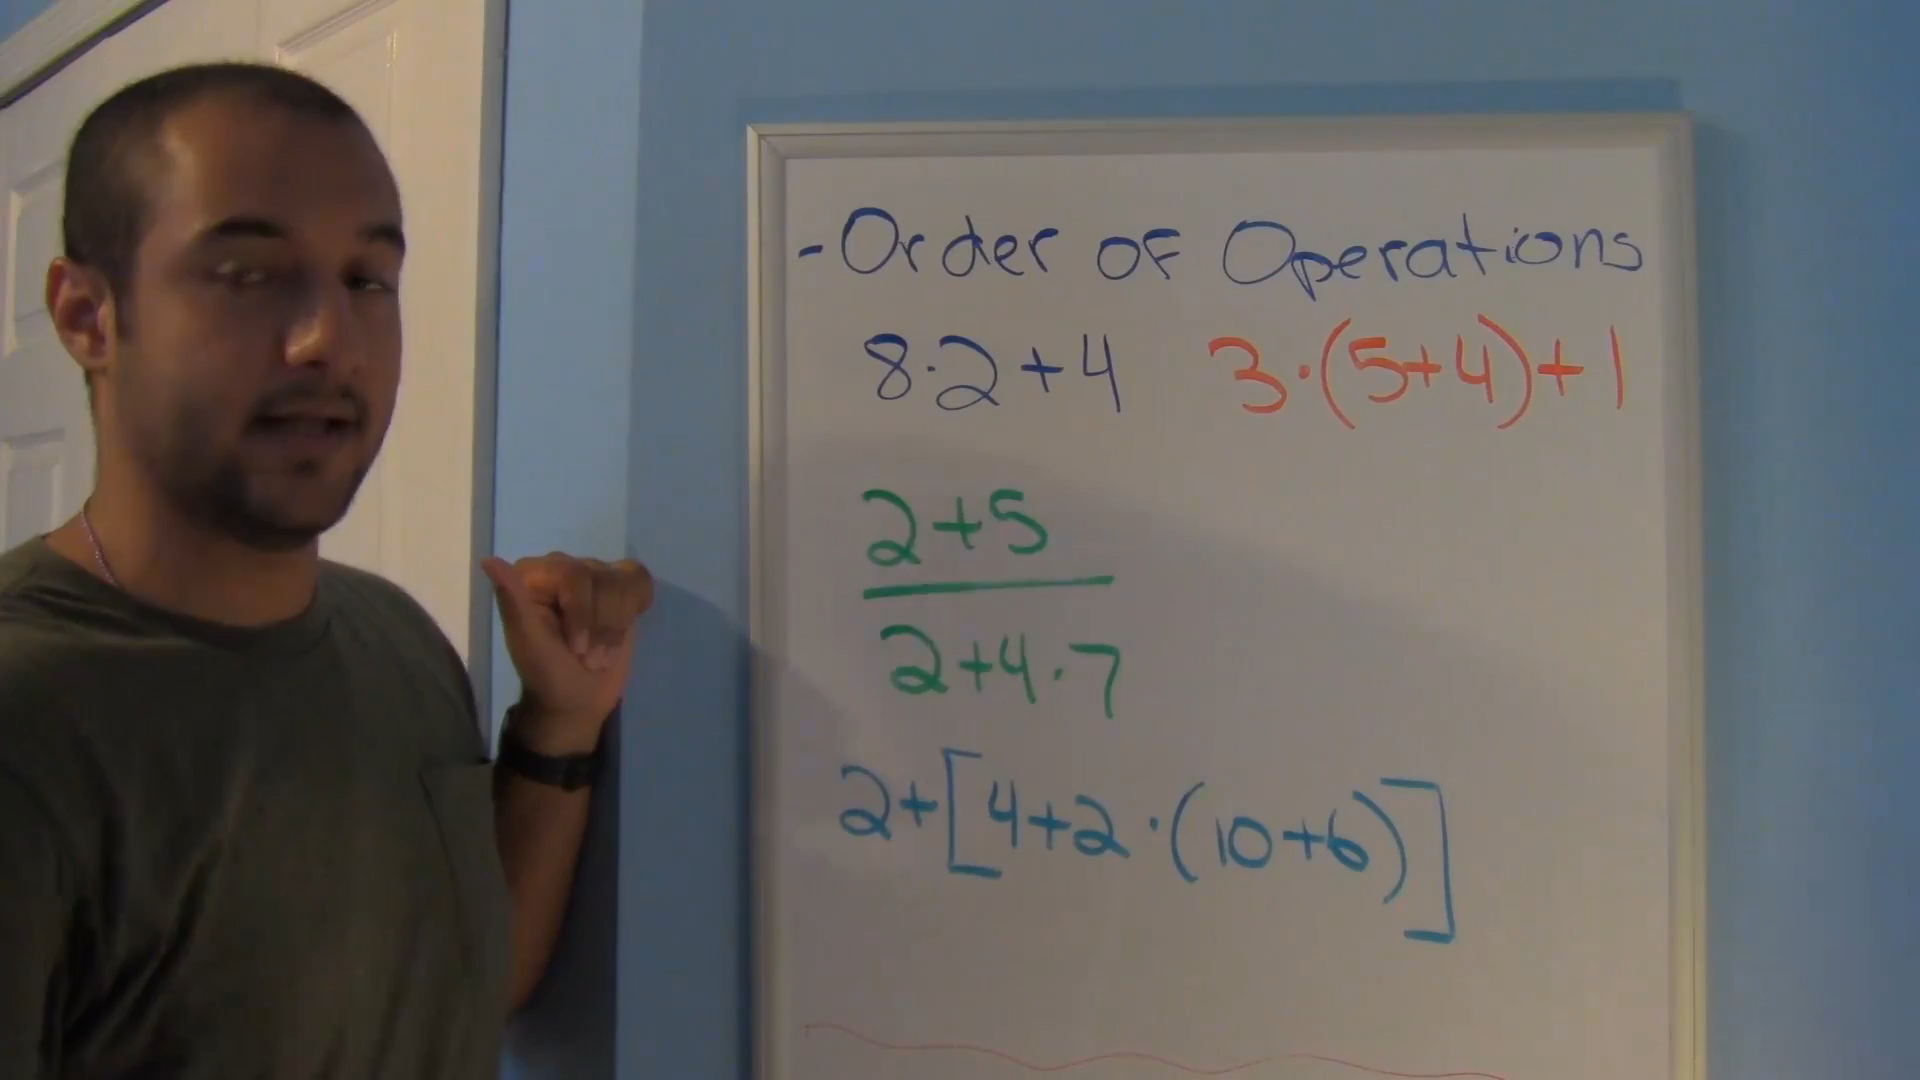 - Order of Operations
8·2+4 3·(5+4)+1
2+5
2+4·7
2+[4+2·(10+6)]